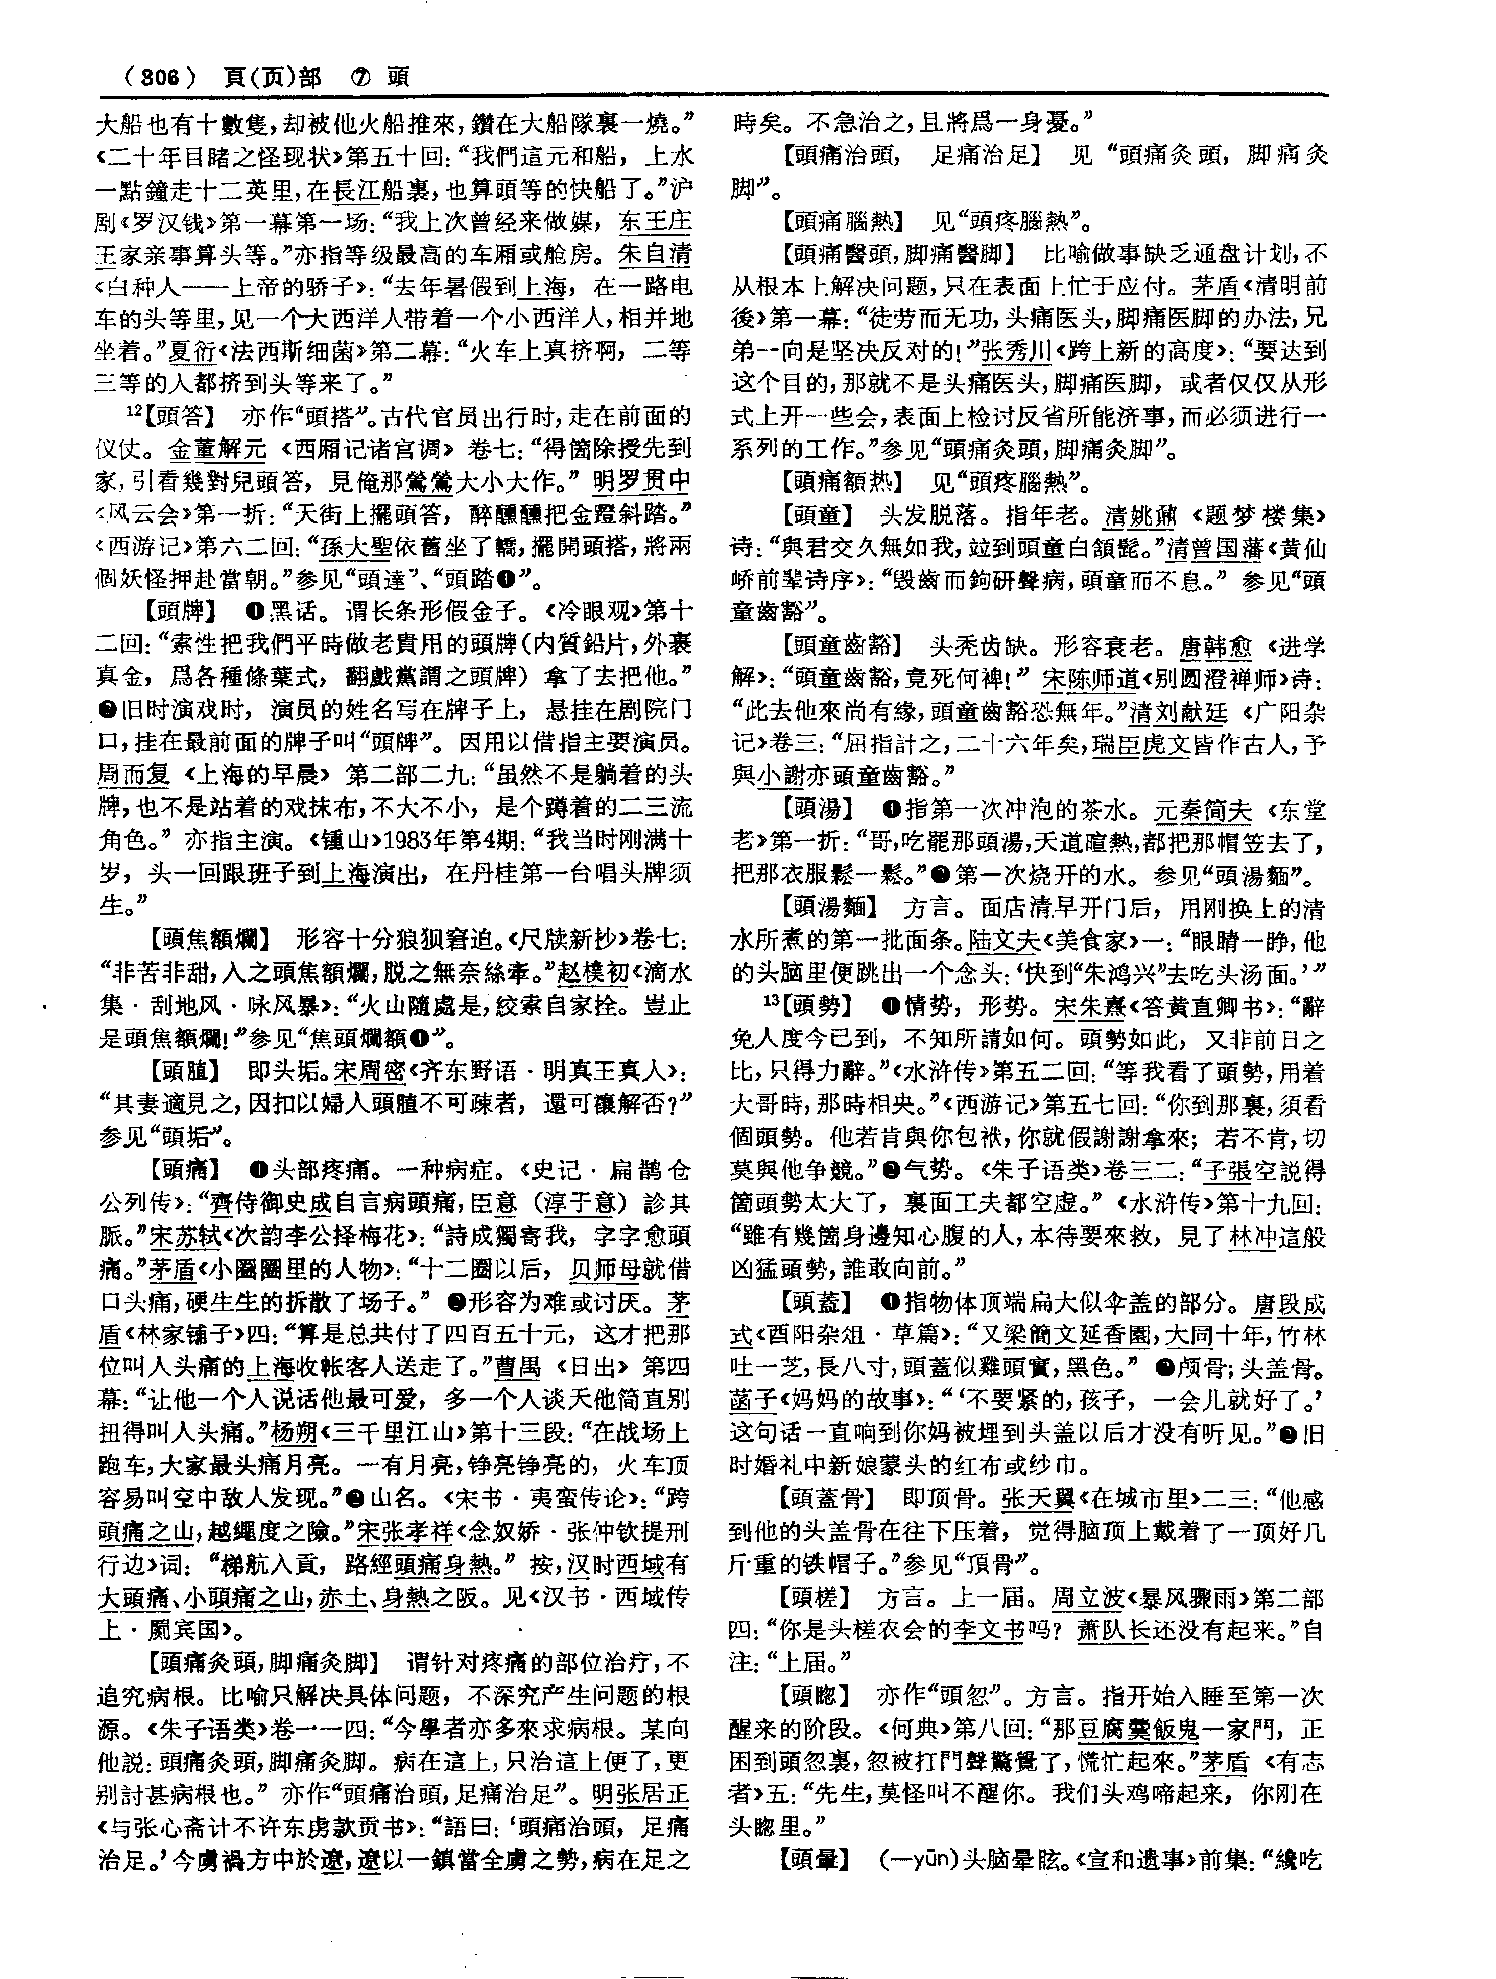 （306） 頁(页)部 ⑦ 頭
大船也有十數隻，却被他火船推來，鑽在大船隊裏一燒。”
《二十年目睹之怪现状》第五十回：“我們這元和船，上水
一點鐘走十二英里，在長江船裏，也算頭等的快船了。”沪
剧《罗汉钱》第一幕第一场：“我上次曾经来做媒，东王庄
王家亲事算头等。”亦指等级最高的车厢或舱房。朱自清
《白种人——上帝的骄子》：“去年暑假到上海，在一路电
车的头等里，见一个大西洋人带着一个小西洋人，相并地
坐着。”夏衍《法西斯细菌》第二幕：“火车上真挤啊，二等
三等的人都挤到头等来了。”
12【頭答】 亦作“頭搭”。古代官员出行时，走在前面的
仪仗。金董解元《西厢记诸宫调》卷七：“得箇除授先到
家，引看幾對兒頭答，見俺那鶯鶯大小大作。”明罗贯中
《风云会》第一折：“天街上擺頭答，醉醺醺把金鐙斜踏。”
《西游记》第六二回：“孫大聖依舊坐了轎，擺開頭搭，將兩
個妖怪押赴當朝。”参见“頭達”、“頭踏❶”。
【頭牌】 ❶黑话。谓长条形假金子。《冷眼观》第十
二回：“索性把我們平時做老貴用的頭牌(内質鉛片，外裹
真金，爲各種條葉式，翻戲黨謂之頭牌）拿了去把他。”
❷旧时演戏时，演员的姓名写在牌子上，悬挂在剧院门
口，挂在最前面的牌子叫“頭牌”。因用以借指主要演员。
周而复《上海的早晨》第二部二九：“虽然不是躺着的头
牌，也不是站着的戏抹布，不大不小，是个蹲着的二三流
角色。”亦指主演。《锺山》1983年第4期：“我当时刚满十
岁，头一回跟班子到上海演出，在丹桂第一台唱头牌须
生。”
【頭焦額爛】 形容十分狼狈窘迫。《尺牍新抄》卷七：
“非苦非甜，人之頭焦額爛，脱之無奈絲牽。”赵樸初《滴水
集·刮地风·咏风暴》：“火山隨處是，絞索自家拴。豈止
是頭焦額爛！”参见“焦頭爛額❶”。
【頭䐈】 即头垢。宋周密《齐东野语·明真王真人》：
“其妻適見之，因扣以婦人頭䐈不可疎者，還可禳解否？”
参见“頭垢”。
【頭痛】 ❶头部疼痛。一种病症。《史记·扁鹊仓
公列传》：“齊侍御史成自言病頭痛，臣意（淳于意）診其
脈。”宋苏轼《次韵李公择梅花》：“詩成獨寄我，字字愈頭
痛。”茅盾《小圈圈里的人物》：“十二圈以后，贝师母就借
口头痛，硬生生的拆散了场子。” ❷形容为难或讨厌。茅
盾《林家铺子》四：“算是总共付了四百五十元，这才把那
位叫人头痛的上海收帐客人送走了。”曹禺《日出》第四
幕：“让他一个人说话他最可爱，多一个人谈天他简直别
扭得叫人头痛。”杨朔《三千里江山》第十三段：“在战场上
跑车，大家最头痛月亮。一有月亮，铮亮铮亮的，火车顶
容易叫空中敌人发现。”❸山名。《宋书·夷蛮传论》：“跨
頭痛之山，越繩度之險。”宋张孝祥《念奴娇·张仲钦提刑
行边》词：“梯航入貢，路經頭痛身熱。”按，汉时西域有
大頭痛、小頭痛之山，赤土、身熱之阪。见《汉书·西域传
上·罽宾国》。
【頭痛灸頭，脚痛灸脚】 谓针对疼痛的部位治疗，不
追究病根。比喻只解决具体问题，不深究产生问题的根
源。《朱子语类》卷一一四：“今學者亦多來求病根。某向
他説：頭痛灸頭，脚痛灸脚。病在這上，只治這上便了，更
别討甚病根也。”亦作“頭痛治頭，足痛治足”。明张居正
《与张心斋计不许东虏款贡书》：“語曰：‘頭痛治頭，足痛
治足。’今虜禍方中於遼，遼以一鎮當全虜之勢，病在足之
時矣。不急治之，且將爲一身憂。”
【頭痛治頭，足痛治足】 见“頭痛灸頭，脚痛灸
脚”。
【頭痛腦熱】 见“頭疼腦熱”。
【頭痛醫頭，脚痛醫脚】 比喻做事缺乏通盘计划，不
从根本上解决问题，只在表面上忙于应付。茅盾《清明前
後》第一幕：“徒劳而无功，头痛医头，脚痛医脚的办法，兄
弟一向是坚决反对的！”张秀川《跨上新的高度》：“要达到
这个目的，那就不是头痛医头，脚痛医脚，或者仅仅从形
式上开一些会，表面上检讨反省所能济事，而必须进行一
系列的工作。”参见“頭痛灸頭，脚痛灸脚”。
【頭痛額热】 见“頭疼腦熱”。
【頭童】 头发脱落。指年老。清姚鼐《题梦楼集》
诗：“與君交久無如我，竝到頭童白頷髭。”清曾国藩《黄仙
峤前辈诗序》：“毁齒而鉤研聲病，頭童而不息。”参见“頭
童齒豁”。
【頭童齒豁】 头秃齿缺。形容衰老。唐韩愈《进学
解》：“頭童齒豁，竟死何裨！”宋陈师道《别圆澄禅师》诗：
“此去他來尚有缘，頭童齒豁恐無年。”清刘献廷《广阳杂
记》卷三：“屈指計之，二十六年矣，瑞臣虎文皆作古人，予
與小謝亦頭童齒豁。”
【頭湯】 ❶指第一次冲泡的茶水。元秦简夫《东堂
老》第一折：“哥，吃罷那頭湯，天道暄熱，都把那帽笠去了，
把那衣服鬆一鬆。”❷第一次烧开的水。参见“頭湯麵”。
【頭湯麵】 方言。面店清早开门后，用刚换上的清
水所煮的第一批面条。陆文夫《美食家》一：“眼睛一睁，他
的头脑里便跳出一个念头：‘快到“朱鸿兴”去吃头汤面。’”
13【頭勢】 ❶情势，形势。宋朱熹《答黄直卿书》：“辭
免人度今已到，不知所請如何。頭勢如此，又非前日之
比，只得力辭。”《水浒传》第五二回：“等我看了頭勢，用着
大哥時，那時相央。”《西游记》第五七回：“你到那裏，須看
個頭勢。他若肯與你包袱，你就假謝謝拿來；若不肯，切
莫與他争競。”❷气势。《朱子语类》卷三二：“子張空説得
箇頭勢太大了，裏面工夫都空虚。”《水浒传》第十九回：
“雖有幾箇身邊知心腹的人，本待要來救，見了林冲這般
凶猛頭勢，誰敢向前。”
【頭蓋】 ❶指物体顶端扁大似伞盖的部分。唐段成
式《酉阳杂俎·草篇》：“又梁簡文延香園，大同十年，竹林
吐一芝，長八寸，頭蓋似雞頭實，黑色。” ❷颅骨；头盖骨。
菡子《妈妈的故事》：“‘不要紧的，孩子，一会儿就好了。’
这句话一直响到你妈被埋到头盖以后才没有听见。”❸旧
时婚礼中新娘蒙头的红布或纱巾。
【頭蓋骨】 即顶骨。张天翼《在城市里》二三：“他感
到他的头盖骨在往下压着，觉得脑顶上戴着了一顶好几
斤重的铁帽子。”参见“頂骨”。
【頭槎】 方言。上一届。周立波《暴风骤雨》第二部
四：“你是头槎农会的李文书吗？萧队长还没有起来。”自
注：“上届。”
【頭䁓】 亦作“頭忽”。方言。指开始入睡至第一次
醒来的阶段。《何典》第八回：“那豆腐羹飯鬼一家門，正
困到頭忽裏，忽被打門聲驚覺了，慌忙起來。”茅盾《有志
者》五：“先生，莫怪叫不醒你。我们头鸡啼起来，你刚在
头䁓里。”
【頭暈】 (—yūn)头脑晕眩。《宣和遗事》前集：“纔吃